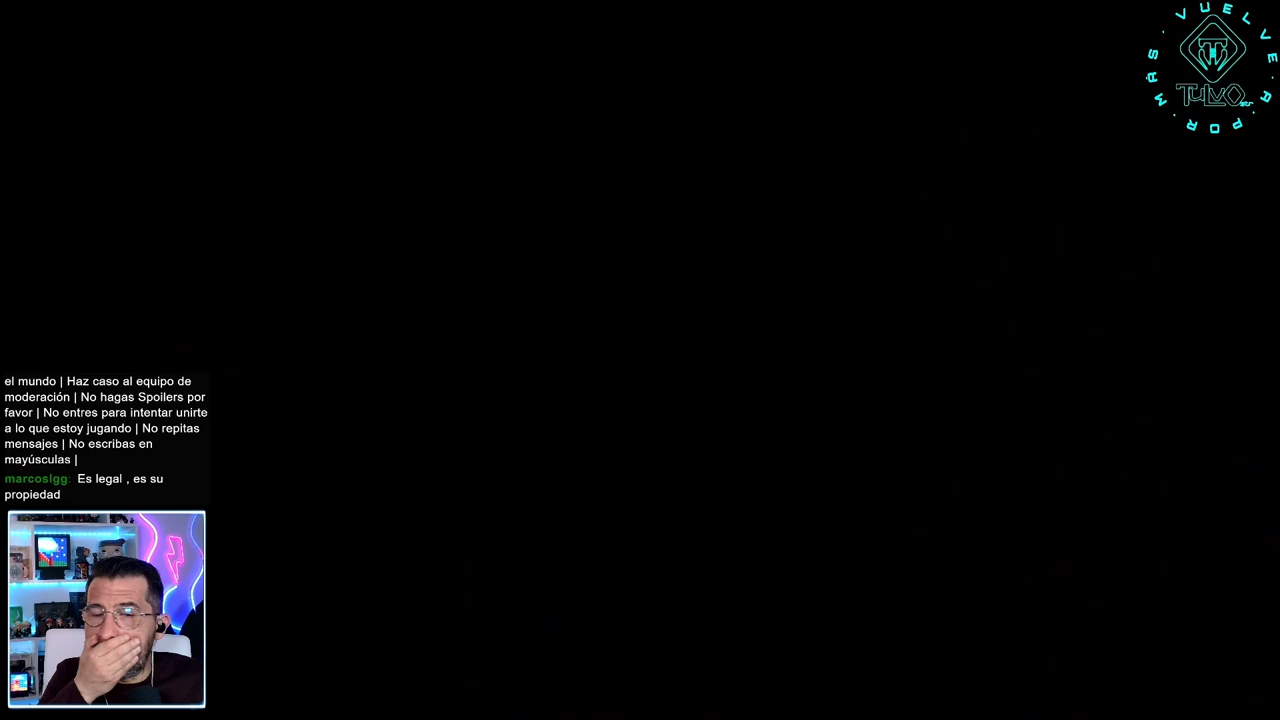 VUELVE A POR MÁS
TULVO
el mundo | Haz caso al equipo de
moderación | No hagas Spoilers por
favor | No entres para intentar unirte
a lo que estoy jugando | No repitas
mensajes | No escribas en
mayúsculas |
marcoslgg: Es legal , es su
propiedad